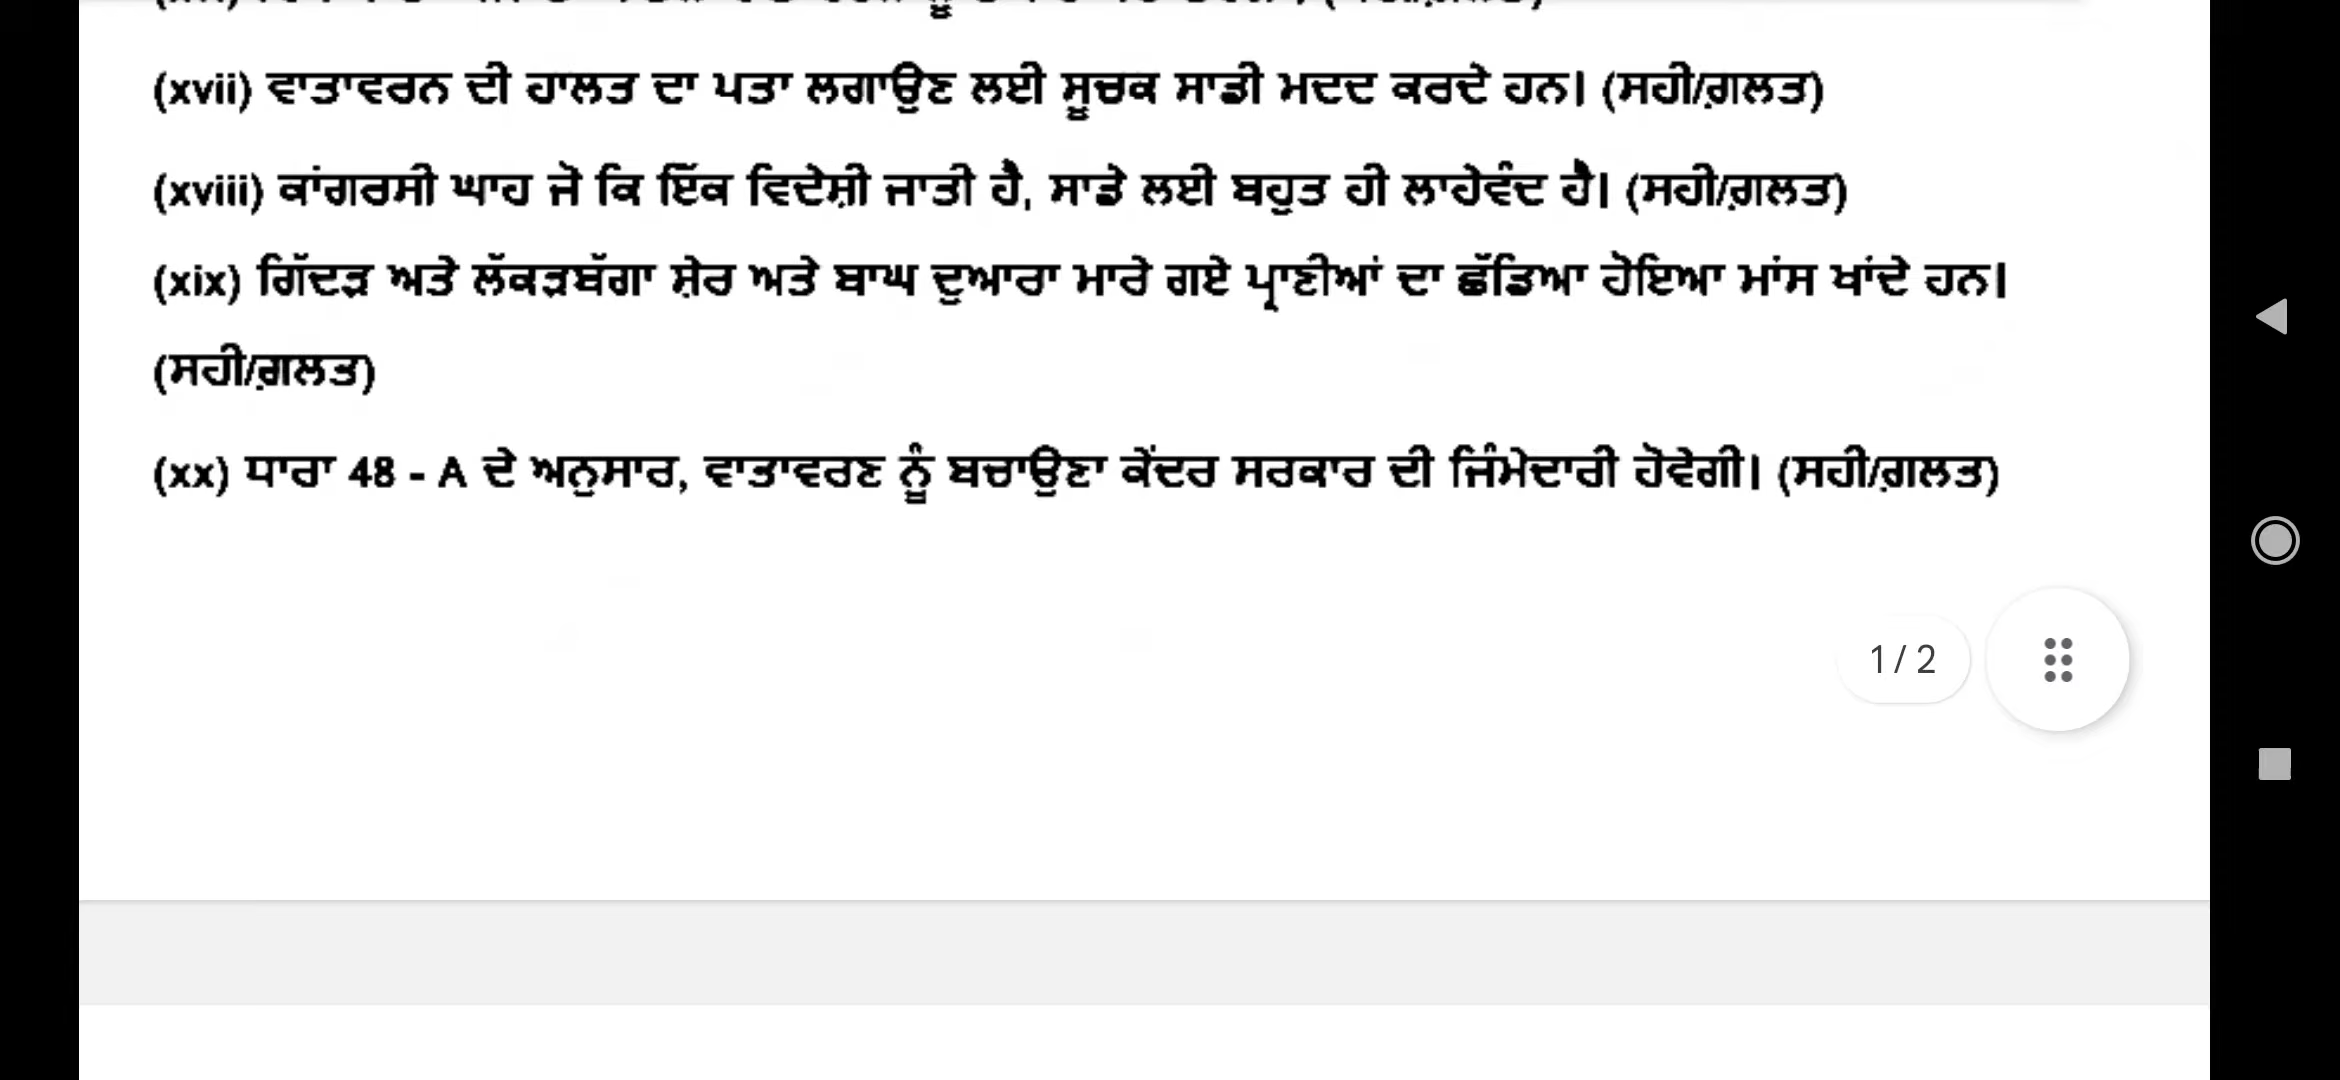 (xvii) ਵਾਤਾਵਰਨ ਦੀ ਹਾਲਤ ਦਾ ਪਤਾ ਲਗਾਉਣ ਲਈ ਸੂਚਕ ਸਾਡੀ ਮਦਦ ਕਰਦੇ ਹਨ। (ਸਹੀ/ਗ਼ਲਤ)
(xviii) ਕਾਂਗਰਸੀ ਘਾਹ ਜੋ ਕਿ ਇੱਕ ਵਿਦੇਸ਼ੀ ਜਾਤੀ ਹੈ, ਸਾਡੇ ਲਈ ਬਹੁਤ ਹੀ ਲਾਹੇਵੰਦ ਹੈ। (ਸਹੀ/ਗ਼ਲਤ)
(xix) ਗਿੱਦੜ ਅਤੇ ਲੱਕੜਬੱਗਾ ਸ਼ੇਰ ਅਤੇ ਬਾਘ ਦੁਆਰਾ ਮਾਰੇ ਗਏ ਪ੍ਰਾਣੀਆਂ ਦਾ ਛੱਡਿਆ ਹੋਇਆ ਮਾਂਸ ਖਾਂਦੇ ਹਨ।
(ਸਹੀ/ਗ਼ਲਤ)
(xx) ਧਾਰਾ 48 - A ਦੇ ਅਨੁਸਾਰ, ਵਾਤਾਵਰਣ ਨੂੰ ਬਚਾਉਣਾ ਕੇਂਦਰ ਸਰਕਾਰ ਦੀ ਜਿੰਮੇਦਾਰੀ ਹੋਵੇਗੀ। (ਸਹੀ/ਗ਼ਲਤ)
1 / 2